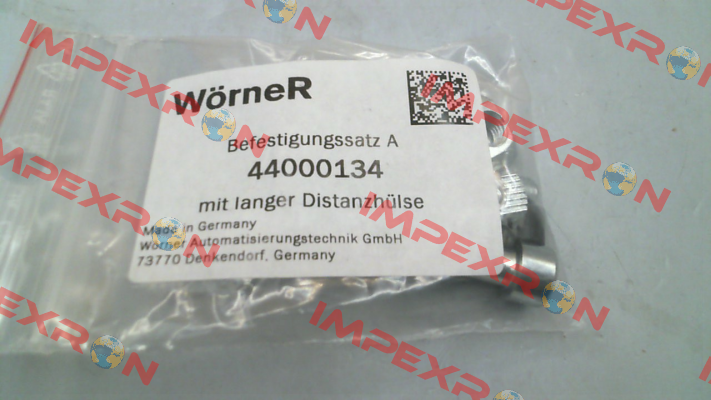 WörneR
Befestigungssatz A
44000134
mit langer Distanzhülse
Made in Germany
Wörner Automatisierungstechnik GmbH
73770 Denkendorf, Germany
IMPEXRON
IMPEXRON
IMPEXRON
IMPEXRON
IMPEXRON
IMPEXRON